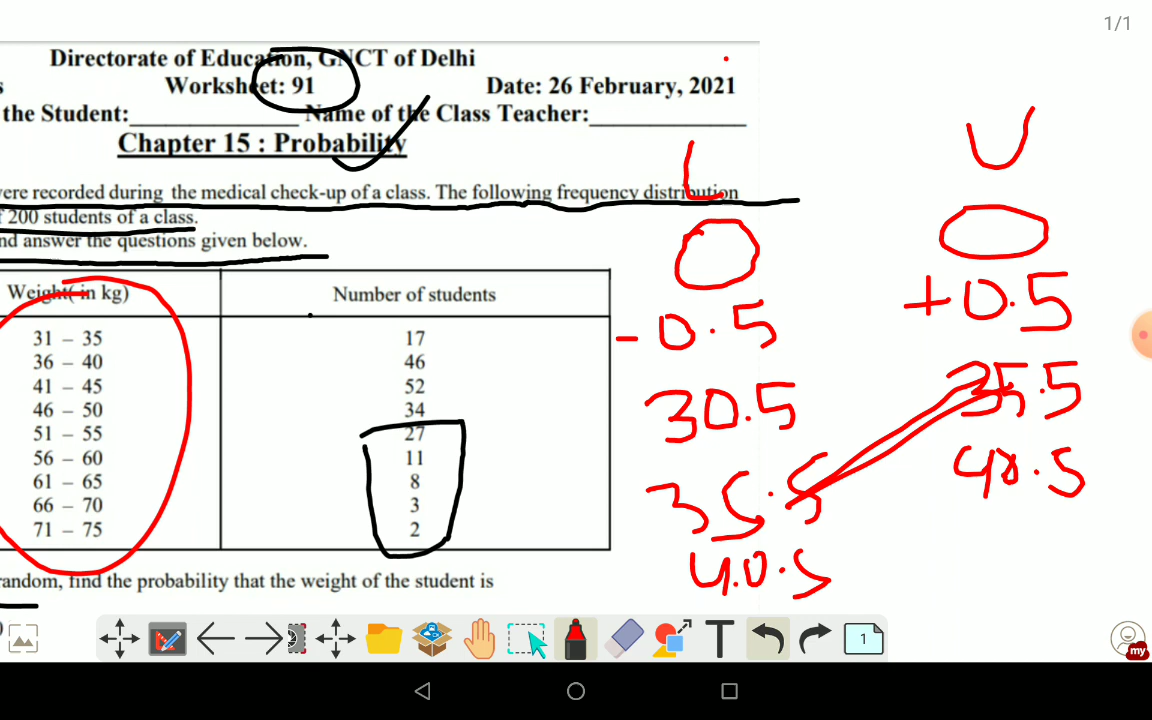 1/1
Directorate of Education, GNCT of Delhi
s Worksheet: 91 Date: 26 February, 2021
the Student:______________ Name of the Class Teacher:______________
Chapter 15 : Probability
ere recorded during the medical check-up of a class. The following frequency distribution
f 200 students of a class.
nd answer the questions given below.
Weight( in kg) Number of students
31 – 35 17
36 – 40 46
41 – 45 52
46 – 50 34
51 – 55 27
56 – 60 11
61 – 65 8
66 – 70 3
71 – 75 2
random, find the probability that the weight of the student is
L U
- 0.5 +0.5
30.5 35.5
35.5 40.5
40.5
T 1
my